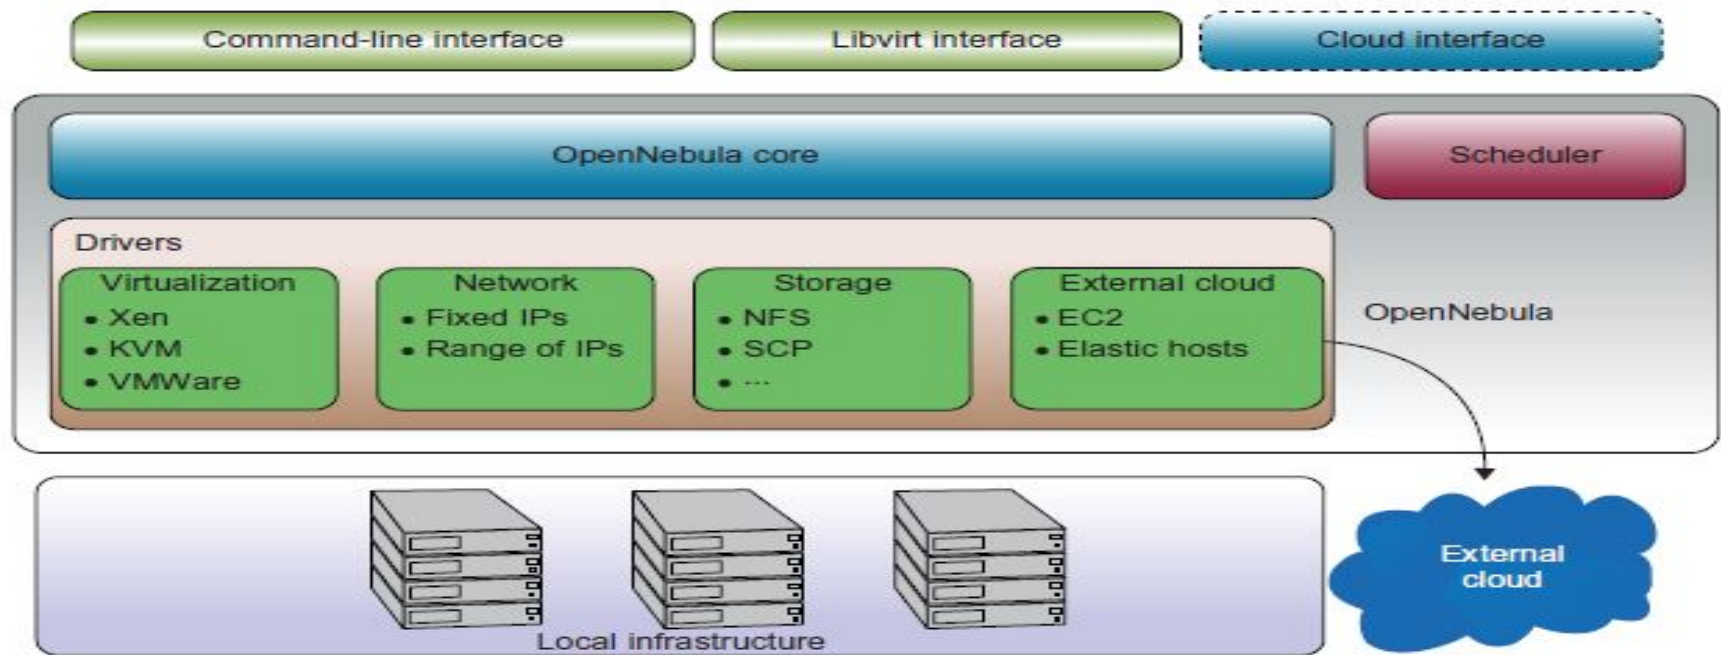 Command-line interface
Libvirt interface
Cloud interface
OpenNebula core
Scheduler
Drivers
Virtualization
• Xen
• KVM
• VMWare
Network
• Fixed IPs
• Range of IPs
Storage
• NFS
• SCP
• ...
External cloud
• EC2
• Elastic hosts
OpenNebula
Local infrastructure
External
cloud